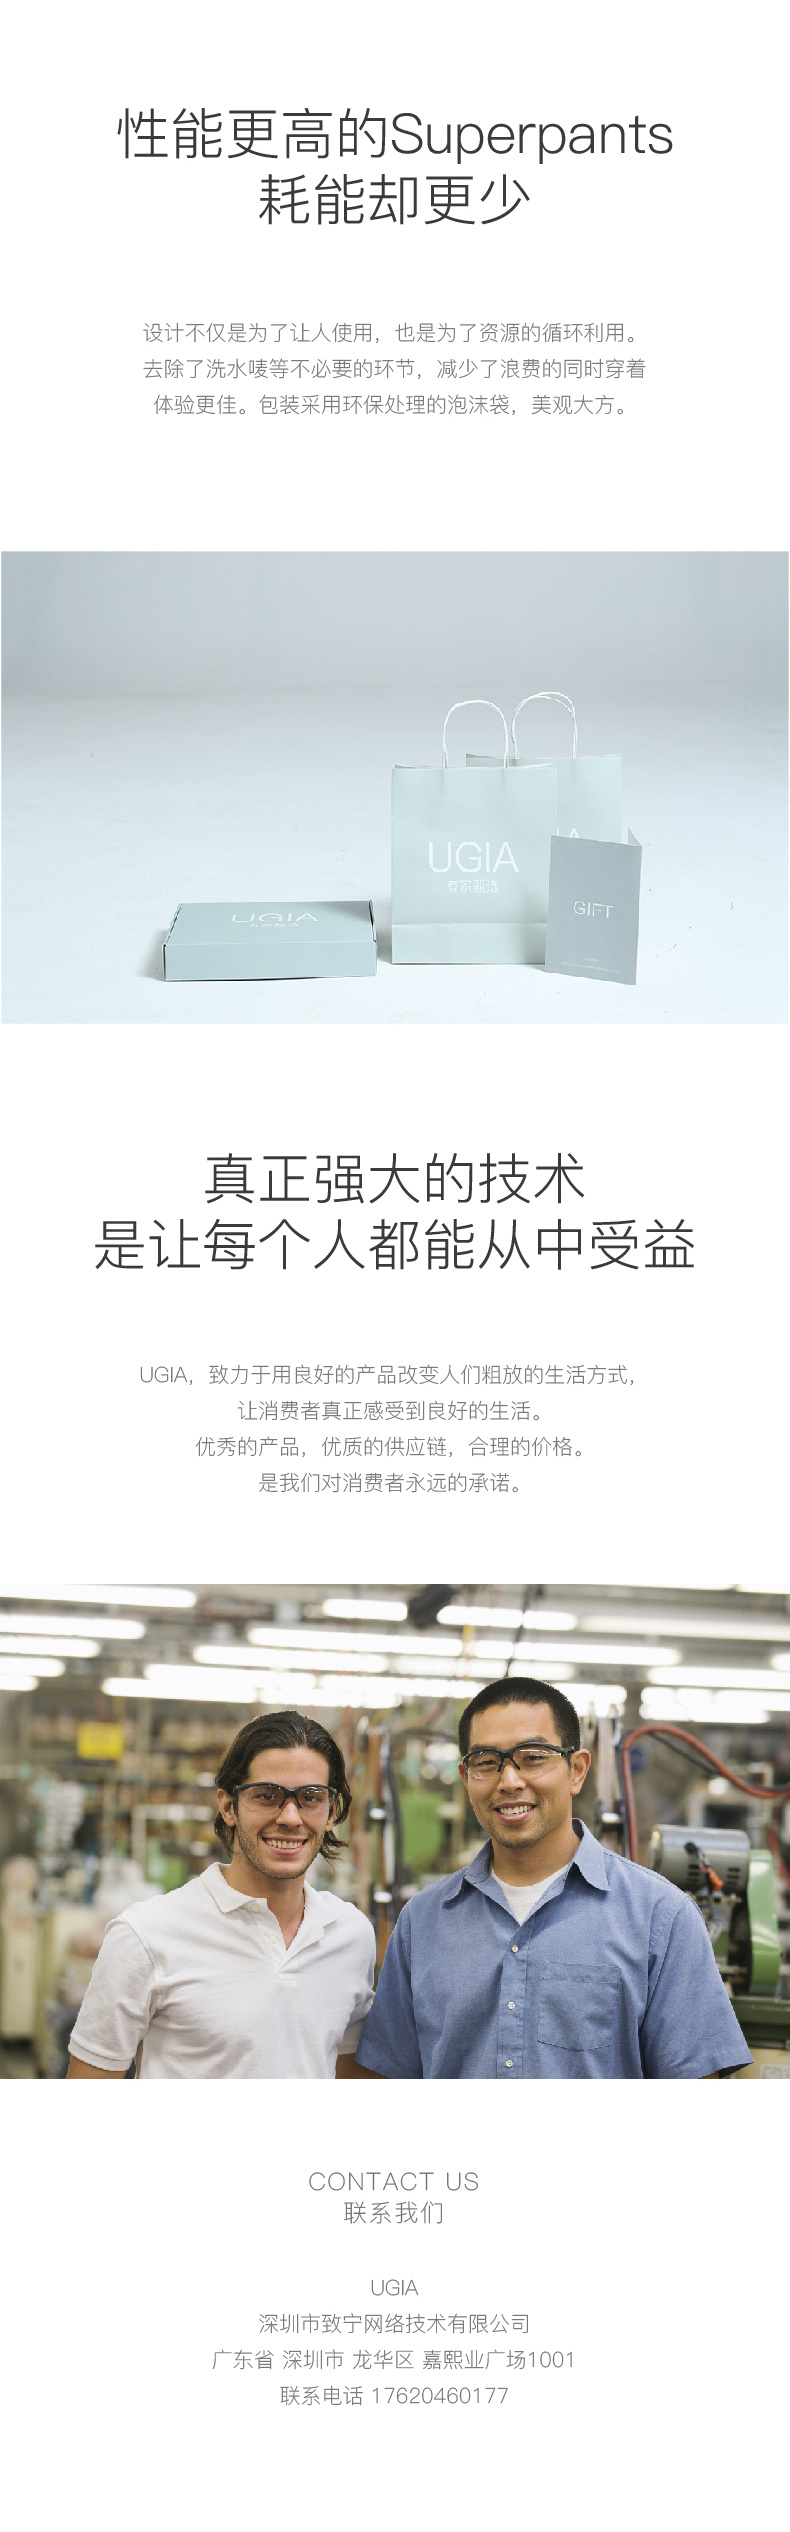 性能更高的Superpants
耗能却更少
设计不仅是为了让人使用，也是为了资源的循环利用。
去除了洗水唛等不必要的环节，减少了浪费的同时穿着
体验更佳。包装采用环保处理的泡沫袋，美观大方。
UGIA
有家甄选
IA
GIFT
UGIA
有家甄选
真正强大的技术
是让每个人都能从中受益
UGIA，致力于用良好的产品改变人们粗放的生活方式，
让消费者真正感受到良好的生活。
优秀的产品，优质的供应链，合理的价格。
是我们对消费者永远的承诺。
CONTACT US
联系我们
UGIA
深圳市致宁网络技术有限公司
广东省 深圳市 龙华区 嘉熙业广场1001
联系电话 17620460177